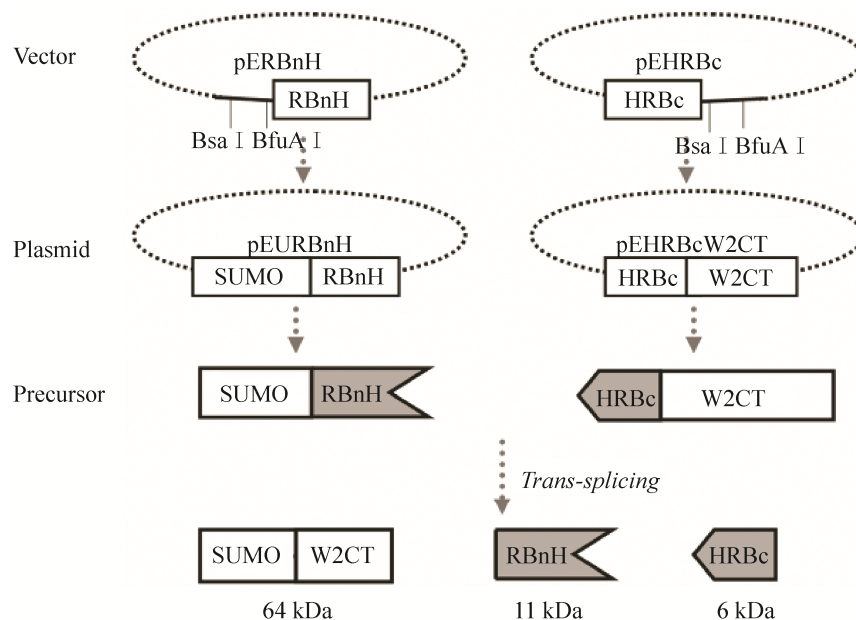 Vector
pERBnH
pEHRBc
RBnH
HRBc
Bsa I BfuA I
Bsa I BfuA I
Plasmid
pEURBnH
pEHRBcW2CT
SUMO RBnH
HRBc W2CT
Precursor
SUMO RBnH
HRBc W2CT
Trans-splicing
SUMO W2CT
RBnH
HRBc
64 kDa
11 kDa
6 kDa